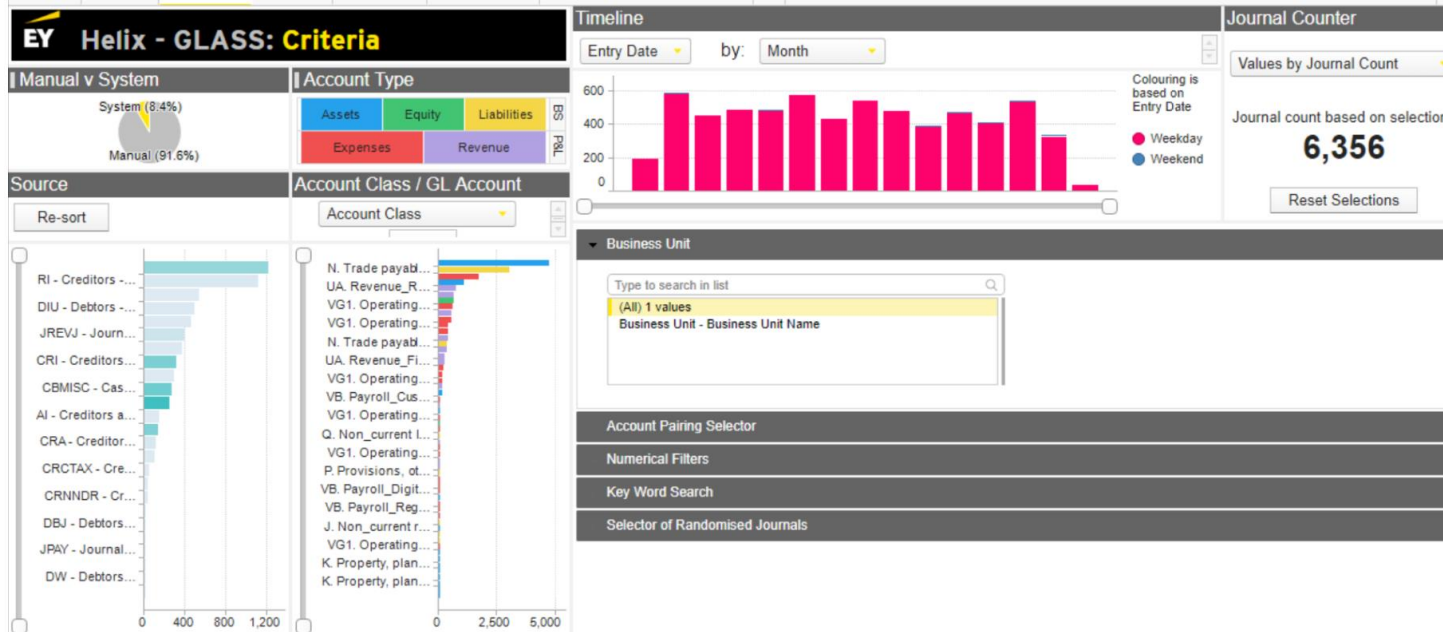 EY Helix - GLASS: Criteria
Manual v System
System (8.4%)
Manual (91.6%)
Account Type
Assets
Equity
Liabilities
BS
Expenses
Revenue
P&L
Source
Re-sort
RI - Creditors -...
DIU - Debtors -...
JREVJ - Journ...
CRI - Creditors...
CBMISC - Cas...
AI - Creditors a...
CRA - Creditor...
CRCTAX - Cre...
CRNNDR - Cr...
DBJ - Debtors...
JPAY - Journal...
DW - Debtors...
0 400 800 1,200
Account Class / GL Account
Account Class
N. Trade payabl...
UA. Revenue_R...
VG1. Operating...
VG1. Operating...
N. Trade payabl...
UA. Revenue_Fi...
VG1. Operating...
VB. Payroll_Cus...
VG1. Operating...
Q. Non_current l...
VG1. Operating...
P. Provisions, ot...
VB. Payroll_Digit...
VB. Payroll_Reg...
J. Non_current r...
VG1. Operating...
K. Property, plan...
K. Property, plan...
0 2,500 5,000
Timeline
Entry Date by: Month
600
400
200
0
Colouring is
based on
Entry Date
Weekday
Weekend
Journal Counter
Values by Journal Count
Journal count based on selection
6,356
Reset Selections
Business Unit
Type to search in list
(All) 1 values
Business Unit - Business Unit Name
Account Pairing Selector
Numerical Filters
Key Word Search
Selector of Randomised Journals